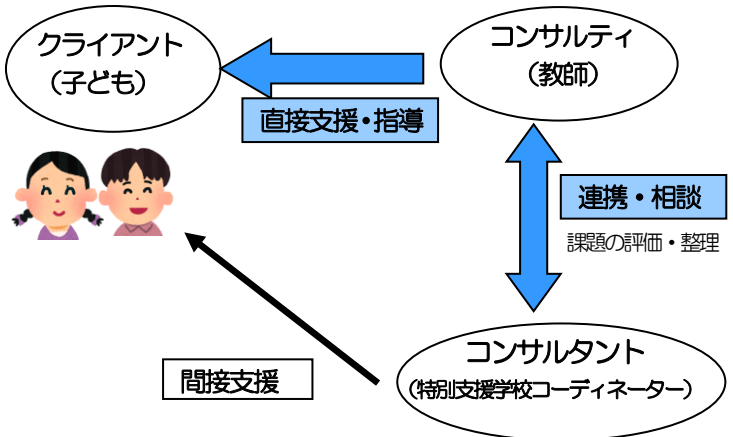 クライアント
（子ども）
コンサルティ
（教師）
直接支援・指導
連携・相談
課題の評価・整理
間接支援
コンサルタント
（特別支援学校コーディネーター）